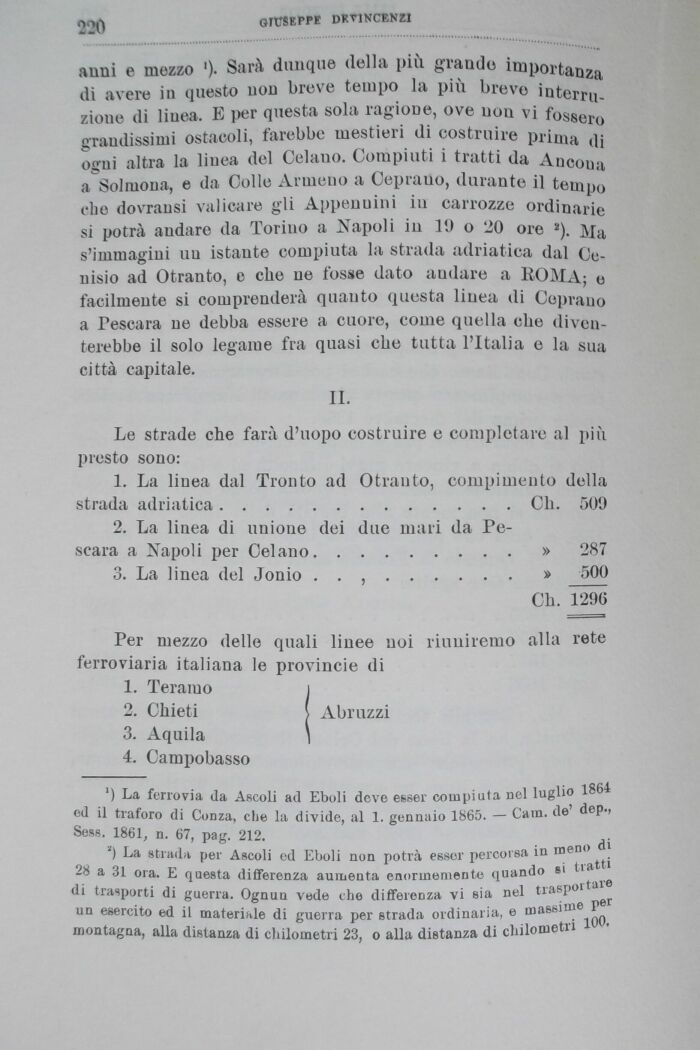 220
GIUSEPPE DEVINCENZI
anni e mezzo ¹). Sarà dunque della più grande importanza
di avere in questo non breve tempo la più breve interru-
zione di linea. E per questa sola ragione, ove non vi fossero
grandissimi ostacoli, farebbe mestieri di costruire prima di
ogni altra la linea del Celano. Compiuti i tratti da Ancona
a Solmona, e da Colle Armeno a Ceprano, durante il tempo
che dovransi valicare gli Appennini in carrozze ordinarie
si potrà andare da Torino a Napoli in 19 o 20 ore ²). Ma
s'immagini un istante compiuta la strada adriatica dal Ce-
nisio ad Otranto, e che ne fosse dato andare a ROMA; e
facilmente si comprenderà quanto questa linea di Ceprano
a Pescara ne debba essere a cuore, come quella che diven-
terebbe il solo legame fra quasi che tutta l'Italia e la sua
città capitale.
II.
Le strade che farà d'uopo costruire e completare al più
presto sono:
1. La linea dal Tronto ad Otranto, compimento della
strada adriatica . . . . . . . . . . . . . Ch. 509
2. La linea di unione dei due mari da Pe-
scara a Napoli per Celano . . . . . . . . . » 287
3. La linea del Jonio . . , . . . . . . . » 500
Ch. 1296
Per mezzo delle quali linee noi riuniremo alla rete
ferroviaria italiana le provincie di
1. Teramo
2. Chieti } Abruzzi
3. Aquila
4. Campobasso
¹) La ferrovia da Ascoli ad Eboli deve esser compiuta nel luglio 1864
ed il traforo di Conza, che la divide, al 1. gennaio 1865. — Cam. de' dep.,
Sess. 1861, n. 67, pag. 212.
²) La strada per Ascoli ed Eboli non potrà esser percorsa in meno di
28 a 31 ora. E questa differenza aumenta enormemente quando si tratti
di trasporti di guerra. Ognun vede che differenza vi sia nel trasportare
un esercito ed il materiale di guerra per strada ordinaria, e massime per
montagna, alla distanza di chilometri 23, o alla distanza di chilometri 100.